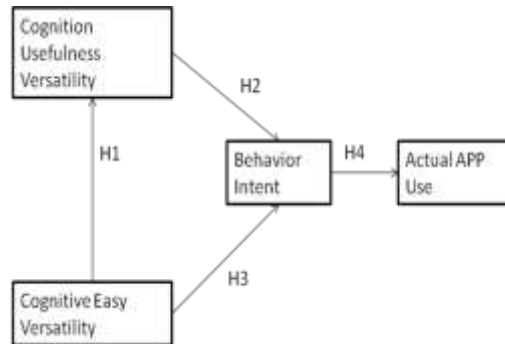 Cognition
Usefulness
Versatility
H2
H1
Behavior
Intent
H4
Actual APP
Use
H3
Cognitive Easy
Versatility